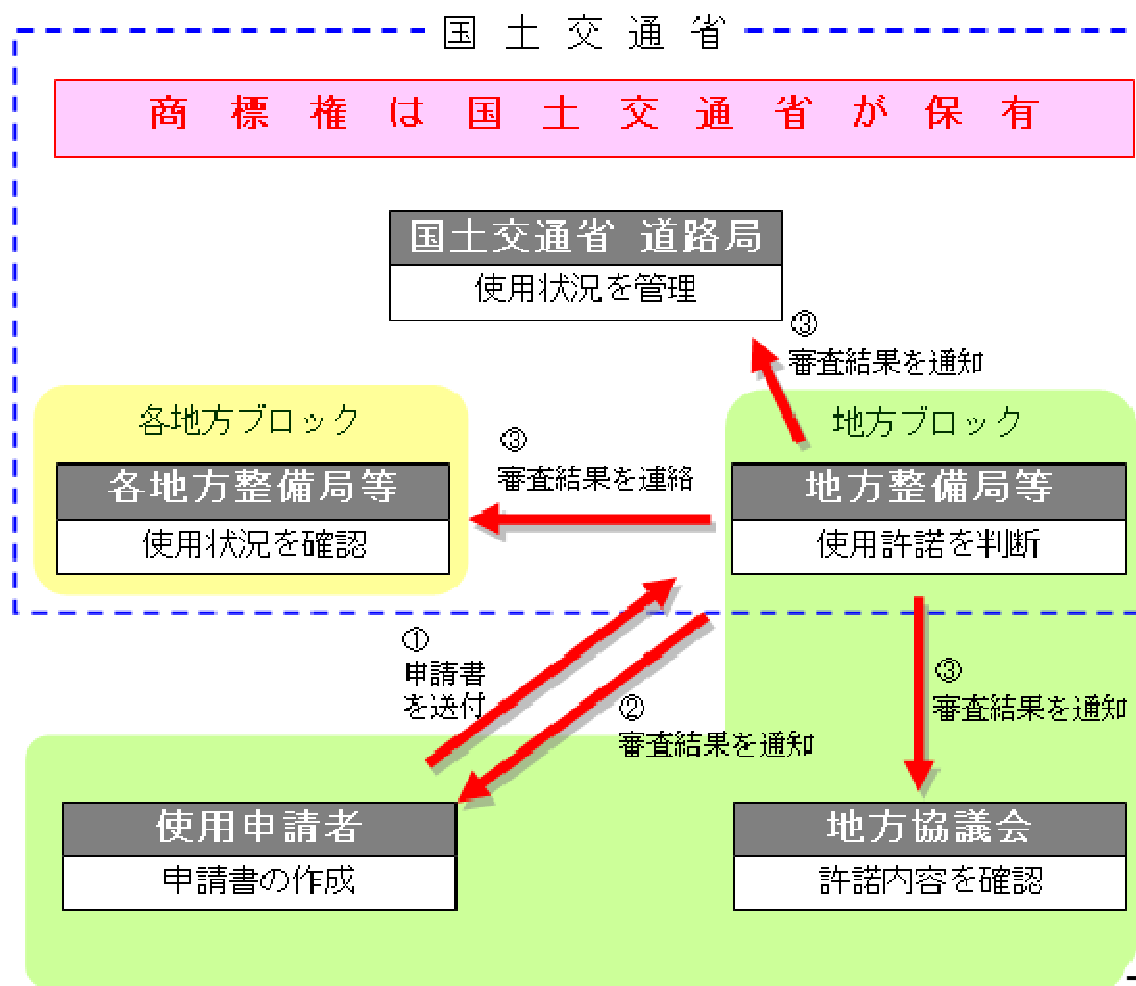 国土交通省
商標権は国土交通省が保有
国土交通省 道路局
使用状況を管理
③
審査結果を通知
各地方ブロック
地方ブロック
③
審査結果を連絡
各地方整備局等
使用状況を確認
地方整備局等
使用許諾を判断
①
申請書
を送付
②
審査結果を通知
③
審査結果を通知
使用申請者
申請書の作成
地方協議会
許諾内容を確認